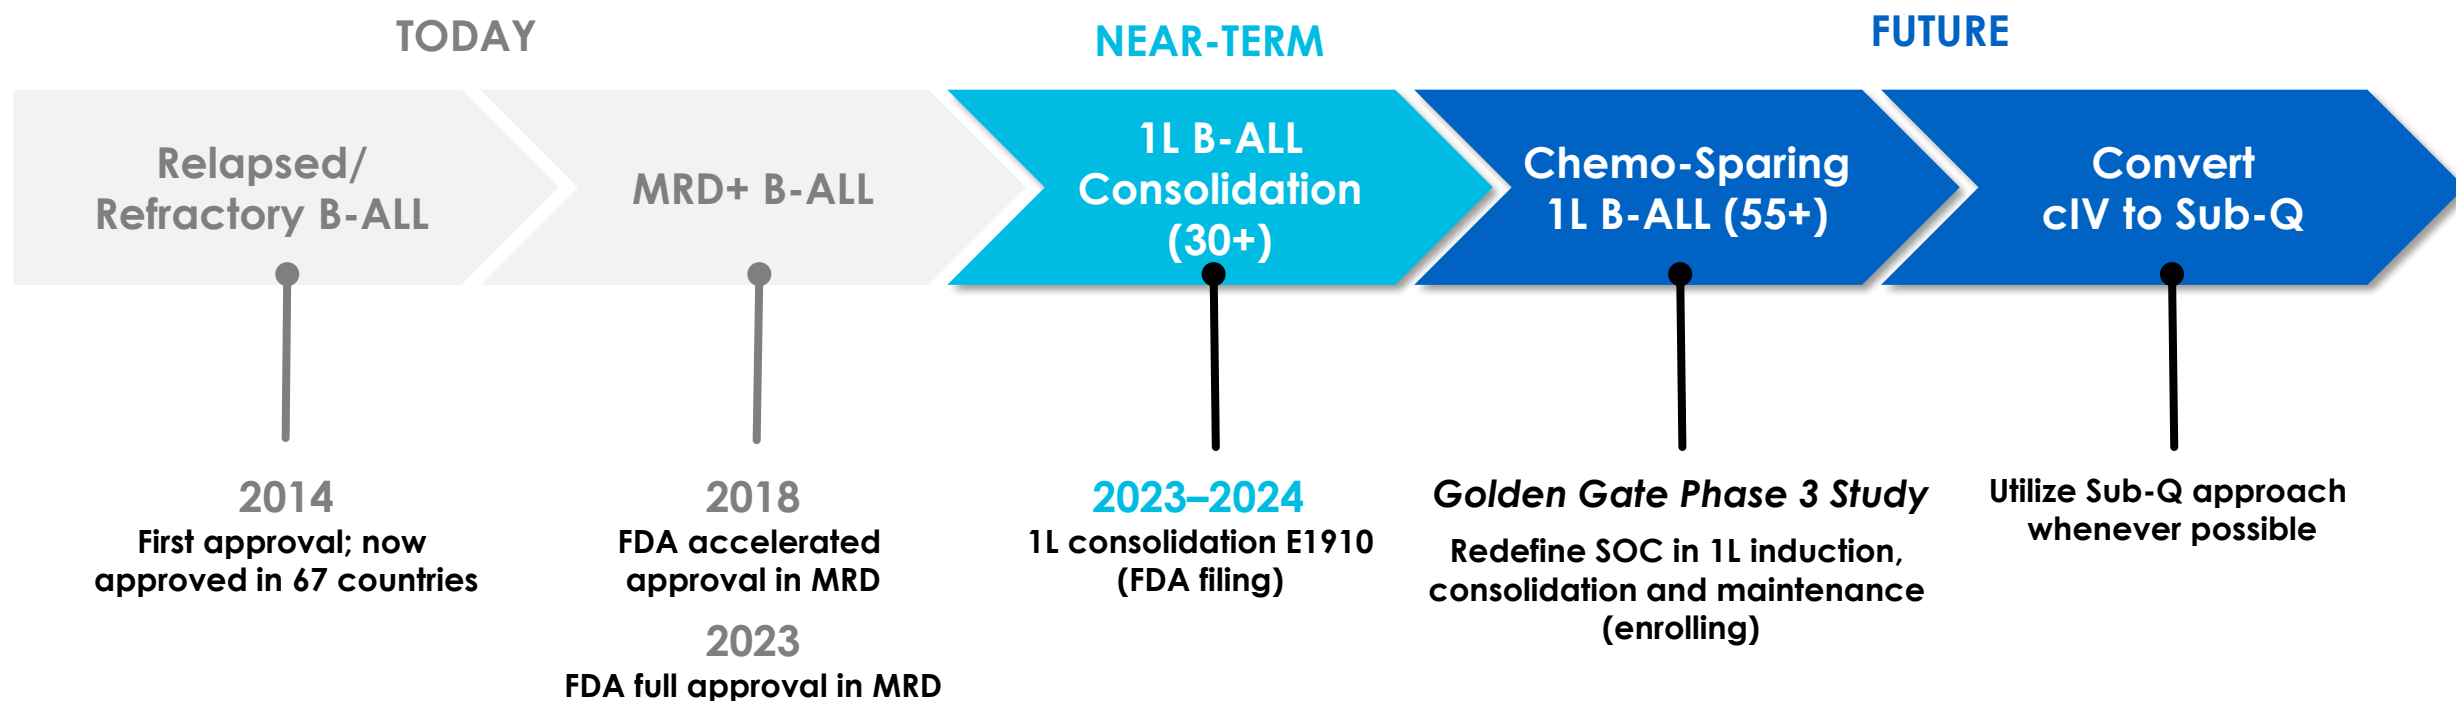 TODAY
NEAR-TERM
FUTURE
Relapsed/
Refractory B-ALL
MRD+ B-ALL
1L B-ALL
Consolidation
(30+)
Chemo-Sparing
1L B-ALL (55+)
Convert
cIV to Sub-Q
2014
First approval; now
approved in 67 countries
2018
FDA accelerated
approval in MRD
2023
FDA full approval in MRD
2023–2024
1L consolidation E1910
(FDA filing)
Golden Gate Phase 3 Study
Redefine SOC in 1L induction,
consolidation and maintenance
(enrolling)
Utilize Sub-Q approach
whenever possible